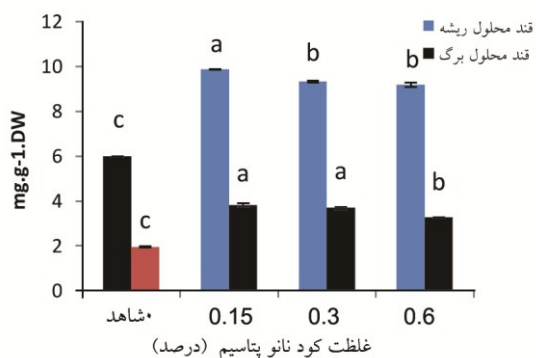 قند محلول ریشه
قند محلول برگ
12
10
8
6
4
2
0
mg.g-1.DW
c
c
a
a
b
a
b
b
۰شاهد
0.15
0.3
0.6
غلظت کود نانو پتاسیم (درصد)